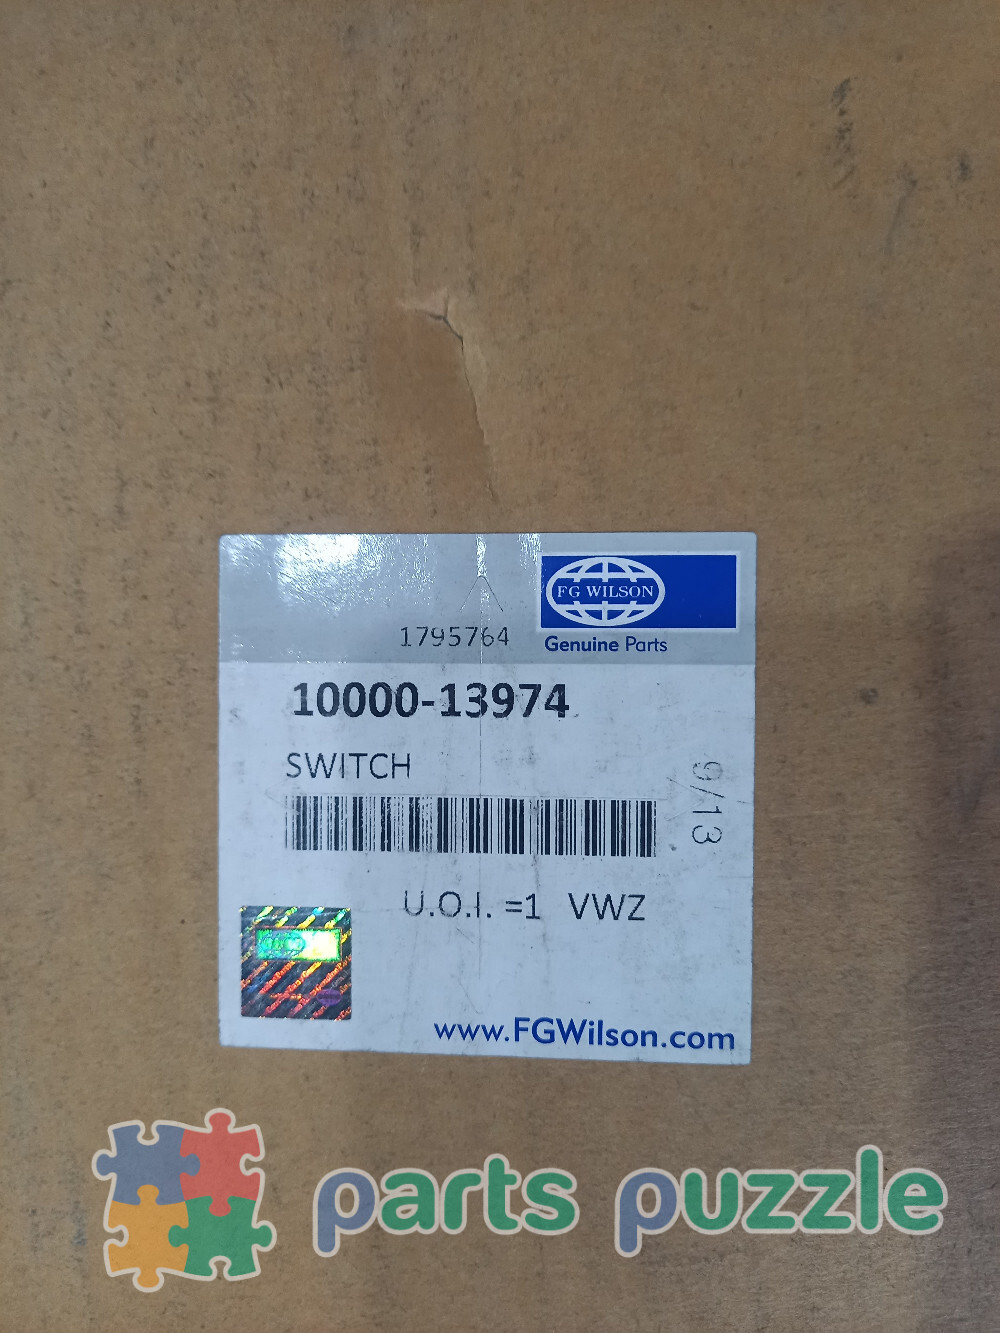 FG WILSON
1795764
Genuine Parts
10000-13974
SWITCH
9/13
U.O.I. =1 VWZ
www.FGWilson.com
parts puzzle